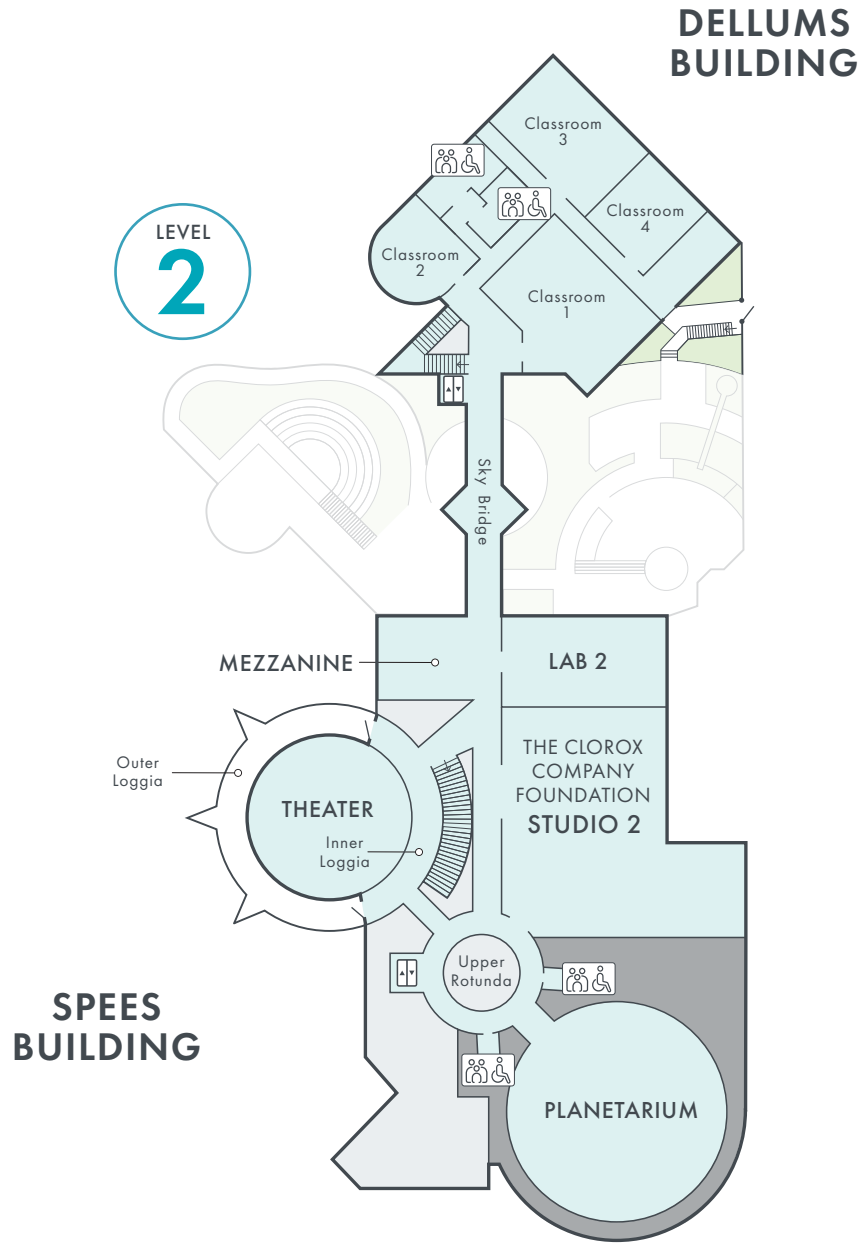 DELLUMS
BUILDING
LEVEL
2
Classroom
3
Classroom
4
Classroom
2
Classroom
1
Sky Bridge
MEZZANINE
LAB 2
Outer
Loggia
THEATER
Inner
Loggia
THE CLOROX
COMPANY
FOUNDATION
STUDIO 2
Upper
Rotunda
SPEES
BUILDING
PLANETARIUM